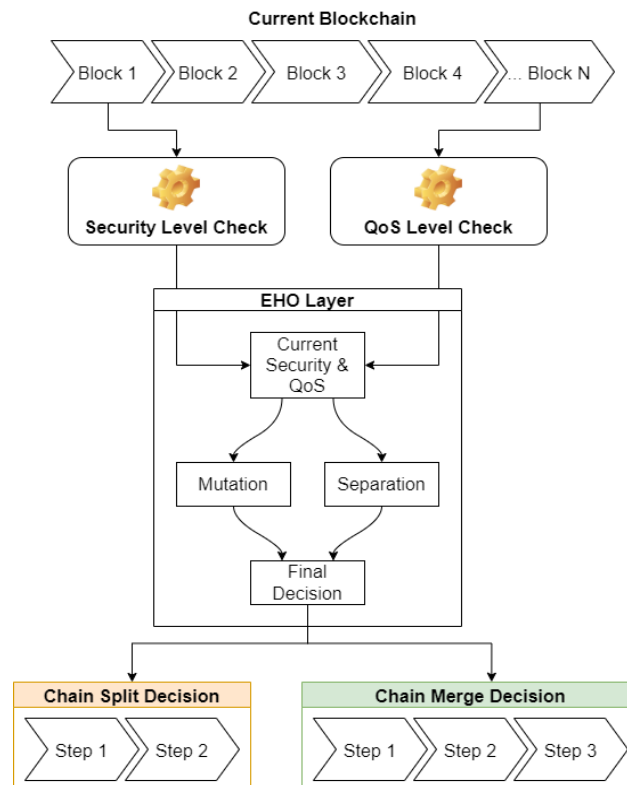 Current Blockchain
Block 1
Block 2
Block 3
Block 4
... Block N
Security Level Check
QoS Level Check
EHO Layer
Current
Security &
QoS
Mutation
Separation
Final
Decision
Chain Split Decision
Chain Merge Decision
Step 1
Step 2
Step 1
Step 2
Step 3